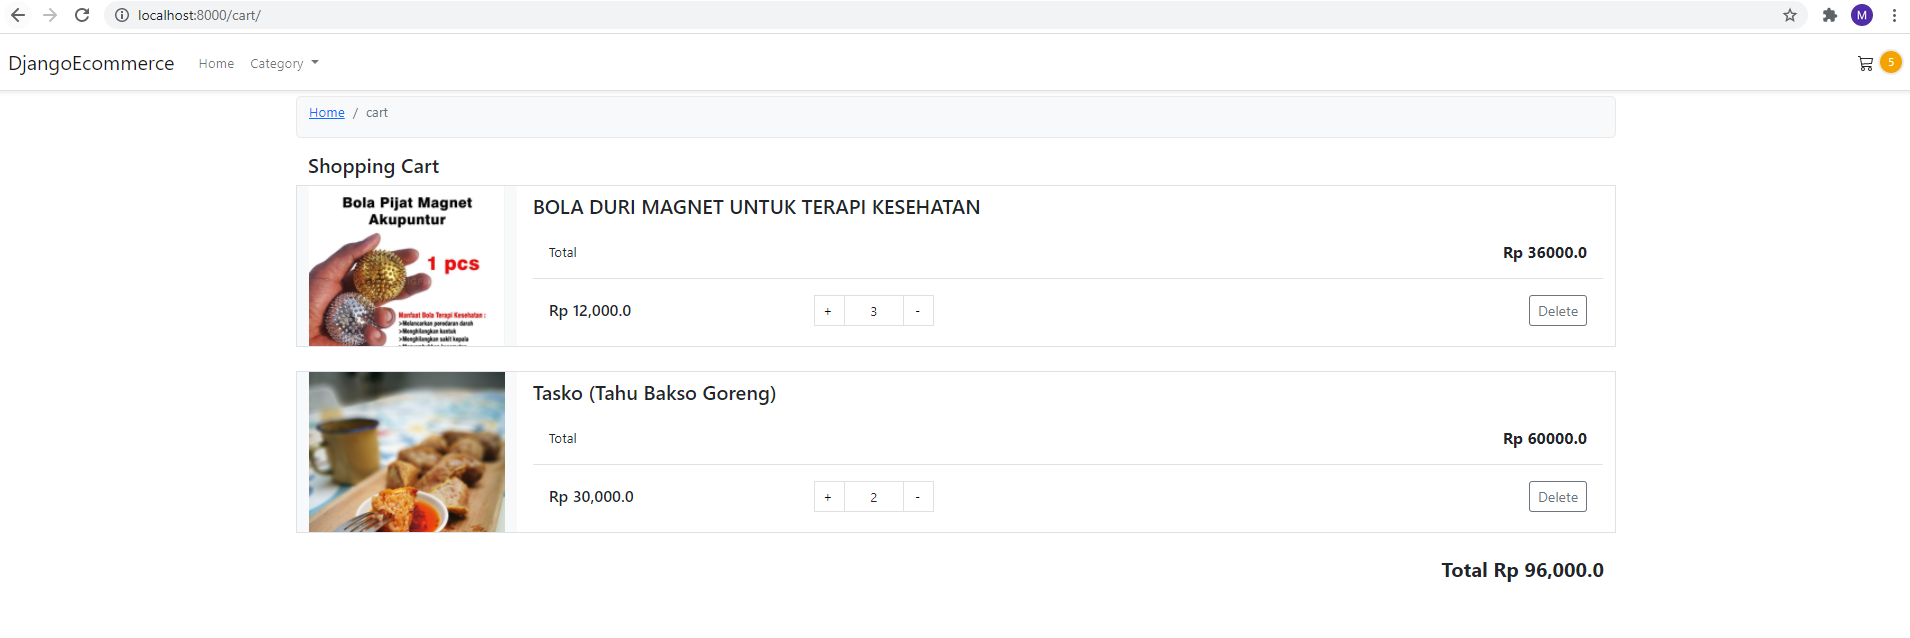 localhost:8000/cart/
M
DjangoEcommerce Home Category
5
Home / cart
Shopping Cart
Bola Pijat Magnet
Akupuntur
1 pcs
Manfaat Bola Terapi Kesehatan :
>Melancarkan peredaran darah
>Menghilangkan kantuk
>Menghilangkan sakit kepala
BOLA DURI MAGNET UNTUK TERAPI KESEHATAN
Total Rp 36000.0
Rp 12,000.0 + 3 - Delete
Tasko (Tahu Bakso Goreng)
Total Rp 60000.0
Rp 30,000.0 + 2 - Delete
Total Rp 96,000.0